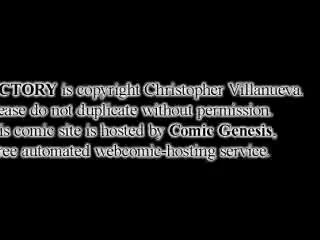 CTORY is copyright Christopher Villanueva.
ease do not duplicate without permission.
is comic site is hosted by Comic Genesis,
ree automated webcomic-hosting service.